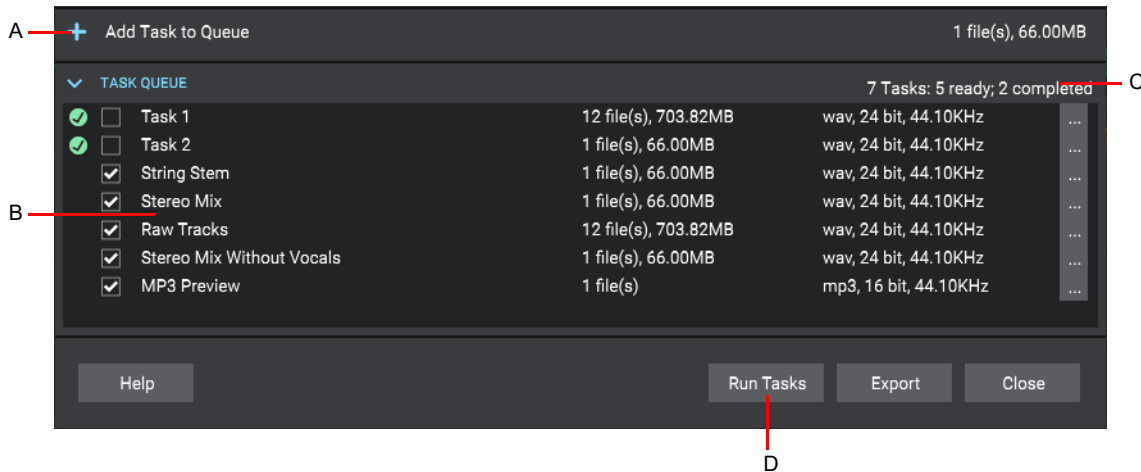 A
Add Task to Queue 1 file(s), 66.00MB
TASK QUEUE 7 Tasks: 5 ready; 2 completed
C
Task 1 12 file(s), 703.82MB wav, 24 bit, 44.10KHz ...
Task 2 1 file(s), 66.00MB wav, 24 bit, 44.10KHz ...
String Stem 1 file(s), 66.00MB wav, 24 bit, 44.10KHz ...
Stereo Mix 1 file(s), 66.00MB wav, 24 bit, 44.10KHz ...
B
Raw Tracks 12 file(s), 703.82MB wav, 24 bit, 44.10KHz ...
Stereo Mix Without Vocals 1 file(s), 66.00MB wav, 24 bit, 44.10KHz ...
MP3 Preview 1 file(s) mp3, 16 bit, 44.10KHz ...
Help Run Tasks Export Close
D